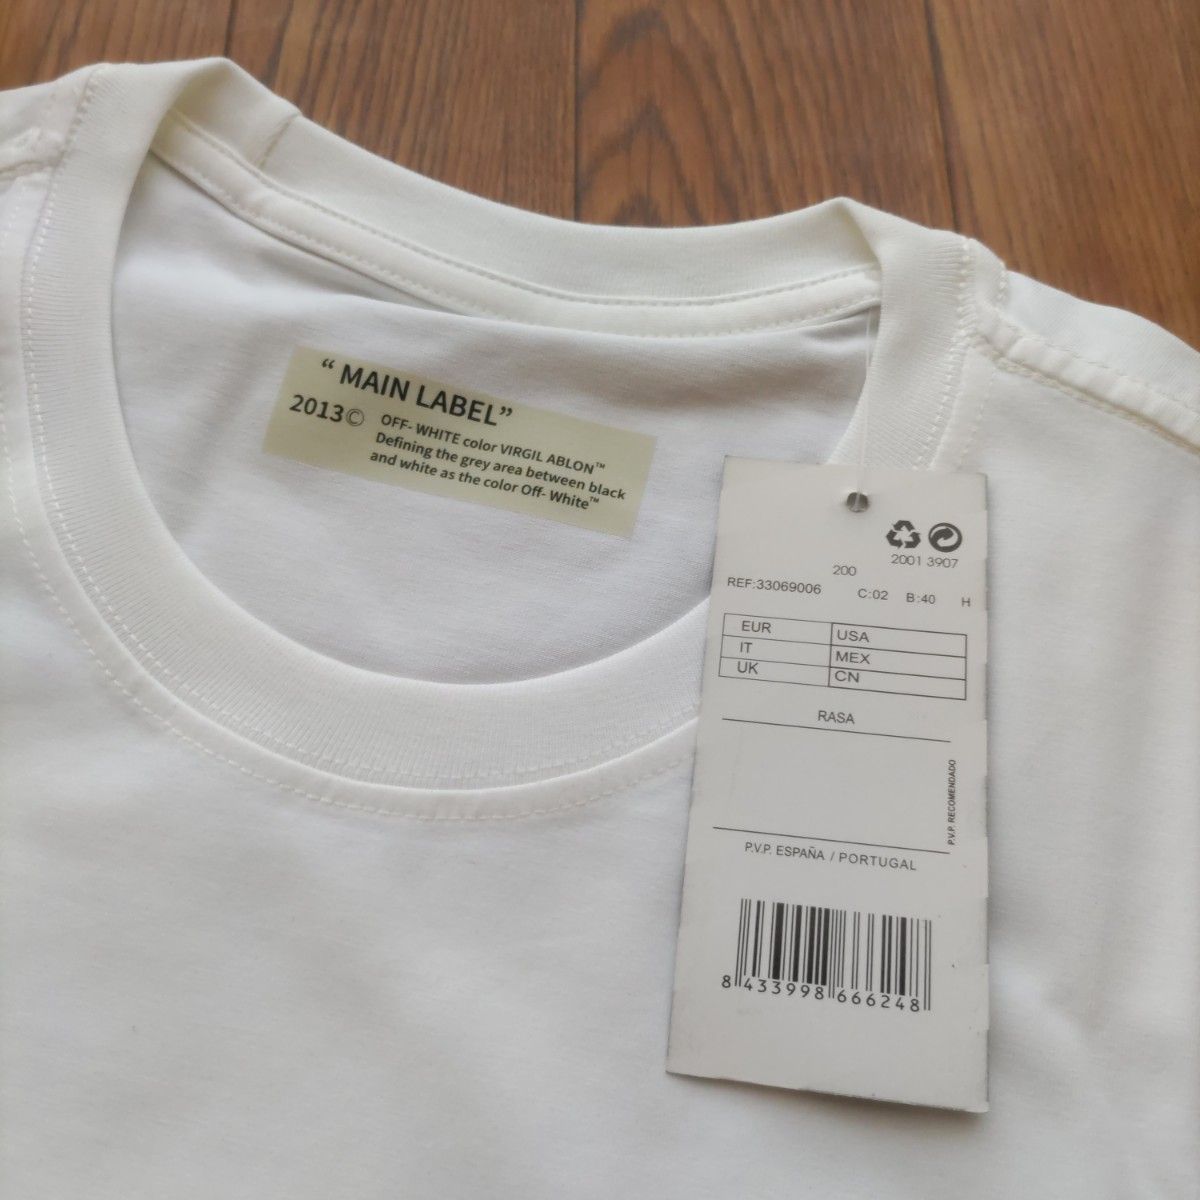 “ MAIN LABEL”
2013©
OFF- WHITE color VIRGIL ABLON™
Defining the grey area between black
and white as the color Off- White™
2001 3907
200
REF:33069006 C:02 B:40 H
EUR USA
IT MEX
UK CN
RASA
P.V.P. RECOMENDADO
P.V.P. ESPAÑA / PORTUGAL
8 433998 666248